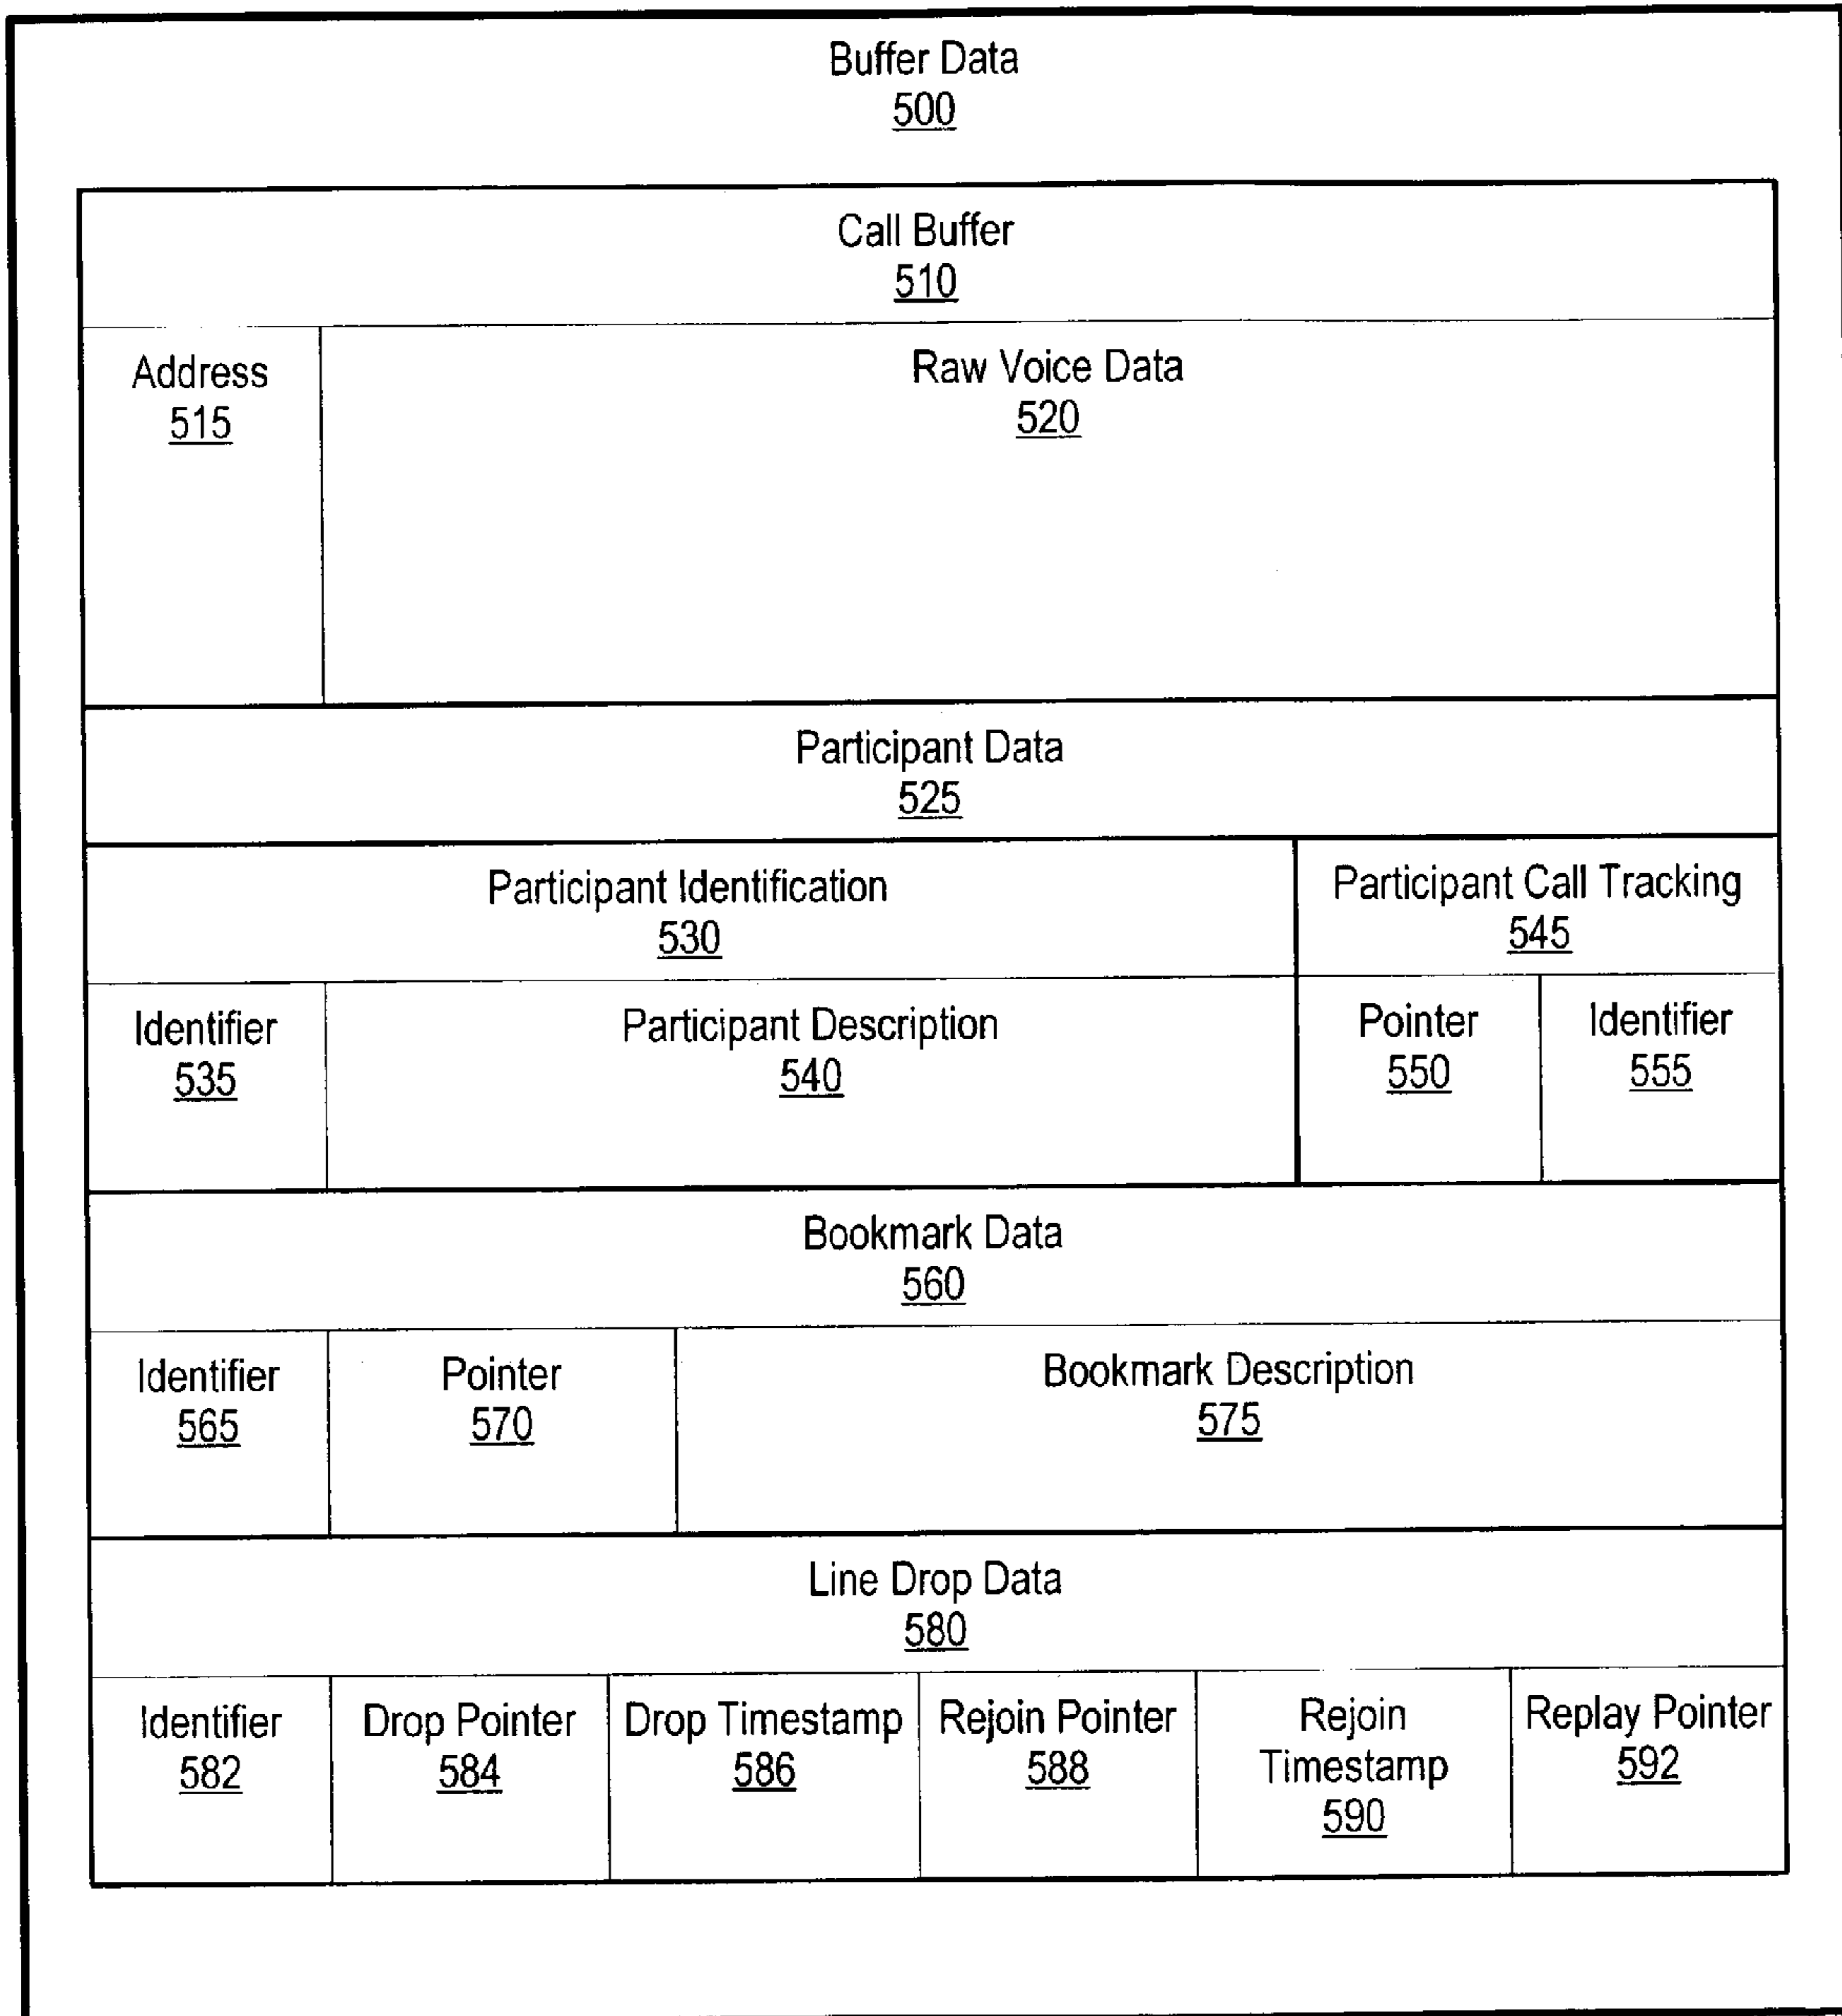 Buffer Data
500
Call Buffer
510
Address
515
Raw Voice Data
520
Participant Data
525
Participant Identification
530
Participant Call Tracking
545
Identifier
535
Participant Description
540
Pointer
550
Identifier
555
Bookmark Data
560
Identifier
565
Pointer
570
Bookmark Description
575
Line Drop Data
580
Identifier
582
Drop Pointer
584
Drop Timestamp
586
Rejoin Pointer
588
Rejoin
Timestamp
590
Replay Pointer
592